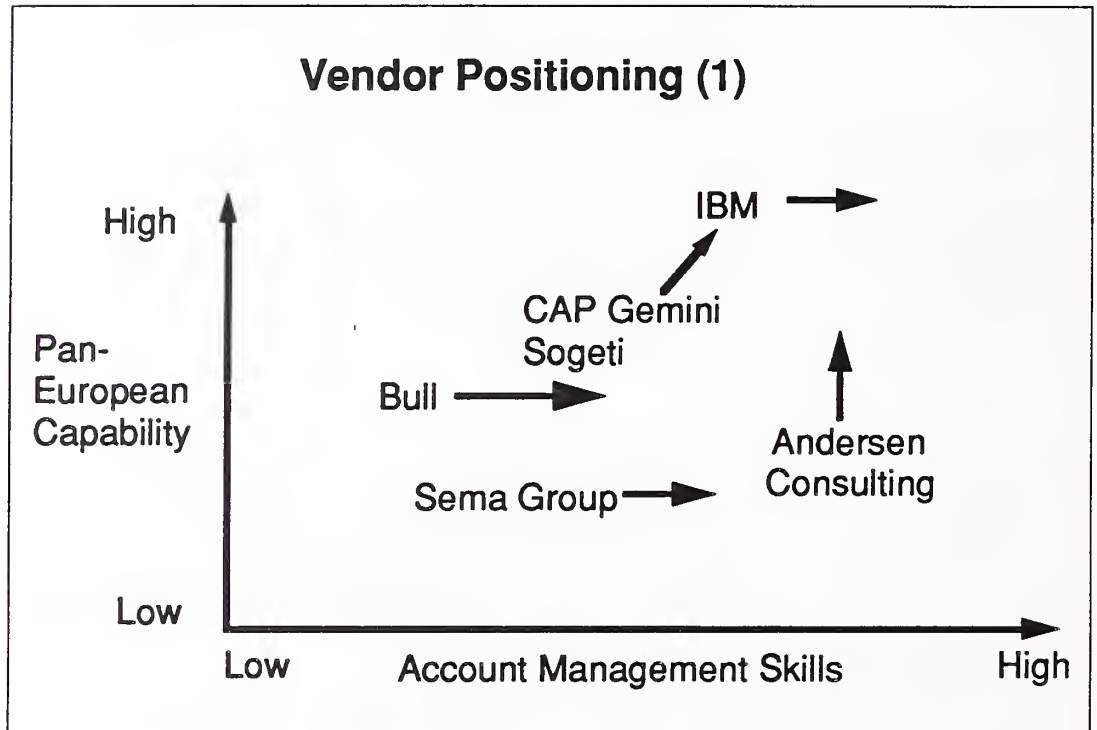 Vendor Positioning (1)
High
IBM
CAP Gemini
Sogeti
Pan-
European
Capability
Bull
Andersen
Consulting
Sema Group
Low
Low
Account Management Skills
High